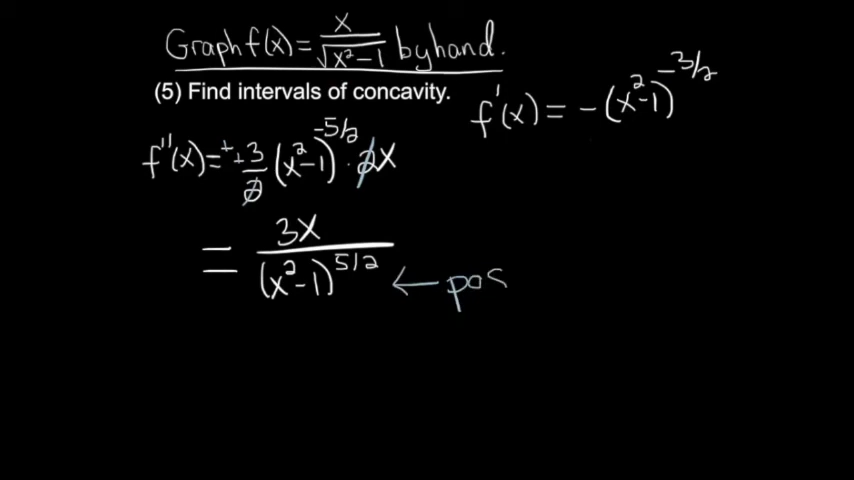 Graph f(x) = x/√(x²-1) by hand.
(5) Find intervals of concavity.
f'(x) = -(x²-1)^(-3/2)
f''(x) = + + 3/2 (x²-1)^(-5/2) · 2x
= 3x/(x²-1)^(5/2) ← pos